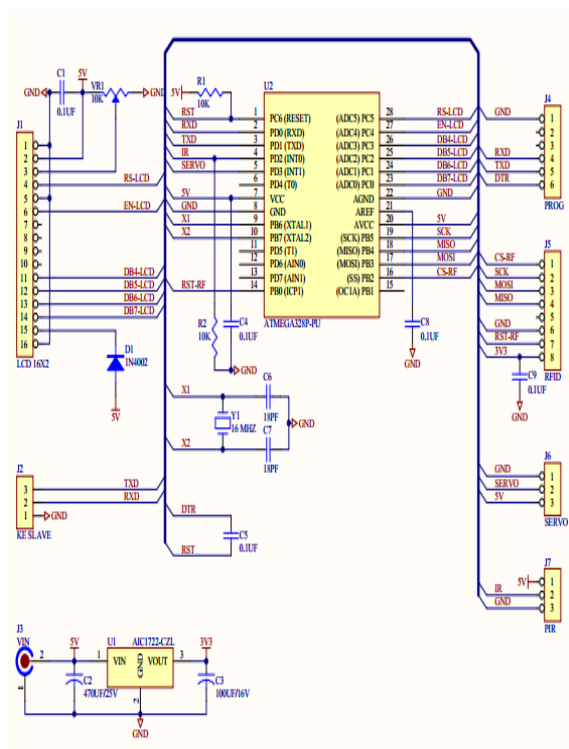 C1
5V
GND
0.1UF
VR1
10K
GND
5V
R1
10K
U2
J1
1
2
3
4
5
6
7
8
9
10
11
12
13
14
15
16
LCD 16X2
RS-LCD
EN-LCD
DB4-LCD
DB5-LCD
DB6-LCD
DB7-LCD
D1
1N4002
5V
RST
RXD
TXD
IR
SERVO
5V
GND
X1
X2
RST-RF
1 PC6 (RESET) (ADC5) PC5 28 RS-LCD
2 PD0 (RXD) (ADC4) PC4 27 EN-LCD
3 PD1 (TXD) (ADC3) PC3 26 DB4-LCD
4 PD2 (INT0) (ADC2) PC2 25 DB5-LCD
5 PD3 (INT1) (ADC1) PC1 24 DB6-LCD
6 PD4 (T0) (ADC0) PC0 23 DB7-LCD
7 VCC AGND 22 GND
8 GND AREF 21
9 PB6 (XTAL1) AVCC 20 5V
10 PB7 (XTAL2) (SCK) PB5 19 SCK
11 PD5 (T1) (MISO) PB4 18 MISO
12 PD6 (AIN0) (MOSI) PB3 17 MOSI
13 PD7 (AIN1) (SS) PB2 16 CS-RF
14 PB0 (ICP1) (OC1A) PB1 15
ATMEGA328P-PU
R2
10K
C4
0.1UF
GND
C8
0.1UF
GND
X1
C6
18PF
Y1
16 MHZ
GND
X2
C7
18PF
DTR
C5
0.1UF
RST
J4
GND 1
2
3
RXD 4
TXD 5
DTR 6
PROG
J5
CS-RF 1
SCK 2
MOSI 3
MISO 4
5
GND 6
RST-RF 7
3V3 8
RFID
C9
0.1UF
GND
J6
GND 1
SERVO 2
5V 3
SERVO
J7
5V 1
IR 2
GND 3
PIR
J2
3 TXD
2 RXD
1 GND
KE SLAVE
J3
VIN
2
1
5V
C2
470UF/25V
U1 AIC1722-CZL
1 VIN VOUT 3
GND
2
3V3
C3
100UF/16V
GND